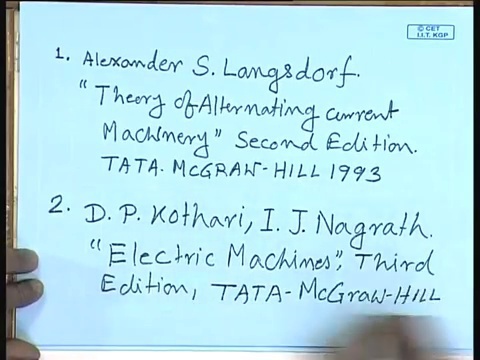 © CET
I.I.T. KGP
1. Alexander S. Langsdorf.
"Theory of Alternating current
Machinery" Second Edition.
TATA. McGRAW-HILL 1993
2. D. P. Kothari, I. J. Nagrath.
"Electric Machines", Third
Edition, TATA-McGraw-HILL